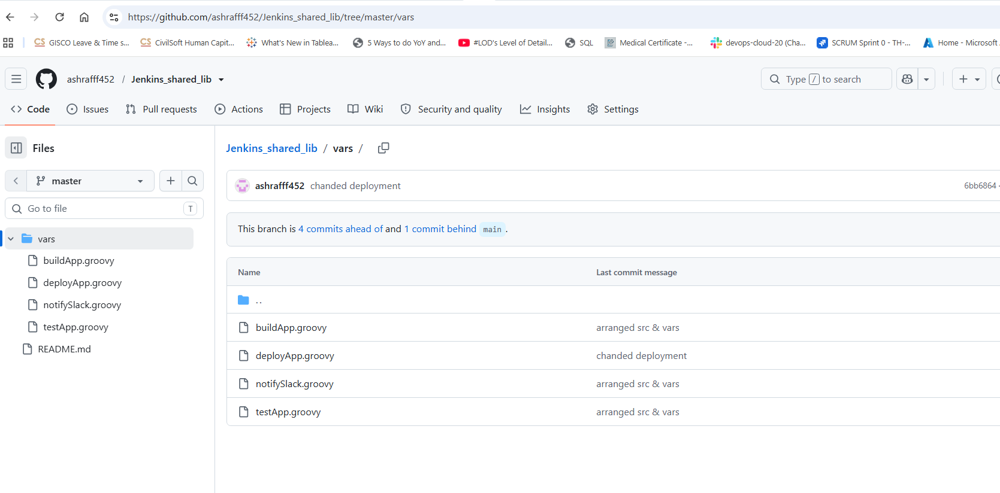 https://github.com/ashrafff452/Jenkins_shared_lib/tree/master/vars
CS GISCO Leave & Time s... CS CivilSoft Human Capit... What's New in Tablea... 5 Ways to do YoY and... #LOD's Level of Detail... SQL Medical Certificate -... devops-cloud-20 (Cha... SCRUM Sprint 0 - TH-... Home - Microsoft
ashrafff452 / Jenkins_shared_lib Type / to search
Code Issues Pull requests Actions Projects Wiki Security and quality Insights Settings
Files
master
Go to file T
vars
buildApp.groovy
deployApp.groovy
notifySlack.groovy
testApp.groovy
README.md
Jenkins_shared_lib / vars /
ashrafff452 chanded deployment 6bb6864 ·
This branch is 4 commits ahead of and 1 commit behind main .
Name Last commit message
..
buildApp.groovy arranged src & vars
deployApp.groovy chanded deployment
notifySlack.groovy arranged src & vars
testApp.groovy arranged src & vars